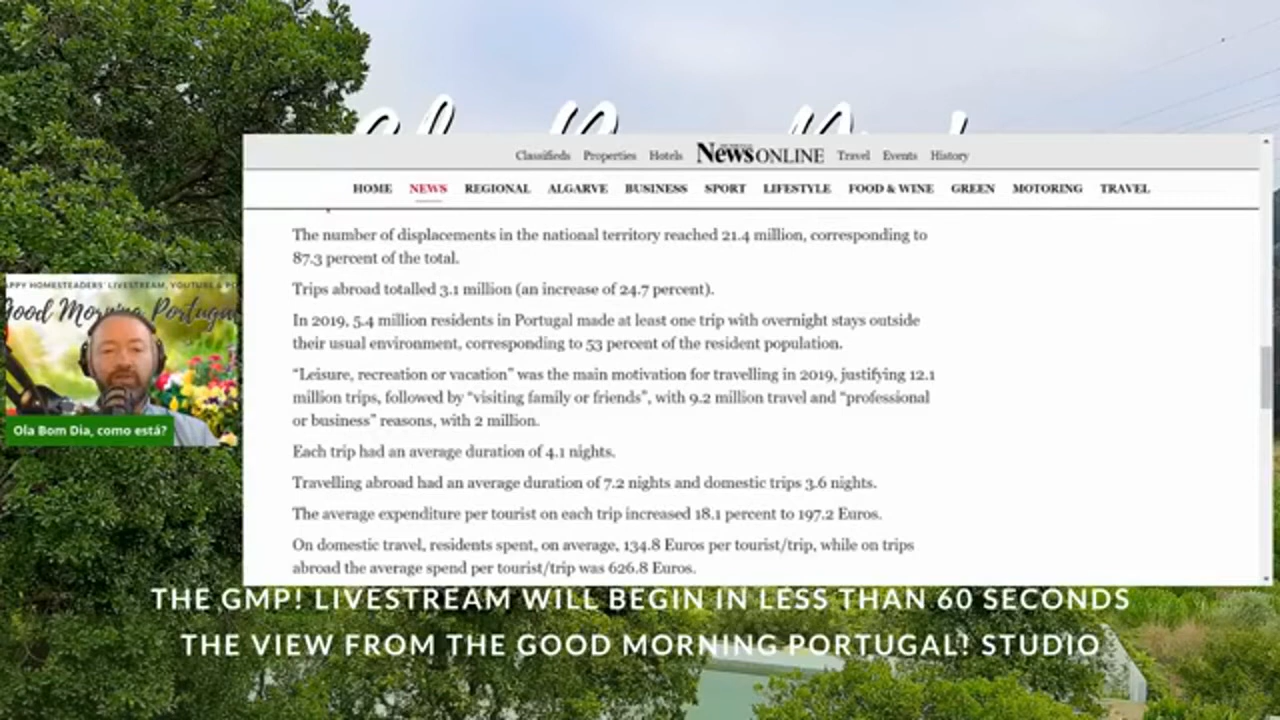 Classifieds Properties Hotels News ONLINE Travel Events History
HOME NEWS REGIONAL ALGARVE BUSINESS SPORT LIFESTYLE FOOD & WINE GREEN MOTORING TRAVEL
The number of displacements in the national territory reached 21.4 million, corresponding to
87.3 percent of the total.
Trips abroad totalled 3.1 million (an increase of 24.7 percent).
In 2019, 5.4 million residents in Portugal made at least one trip with overnight stays outside
their usual environment, corresponding to 53 percent of the resident population.
“Leisure, recreation or vacation” was the main motivation for travelling in 2019, justifying 12.1
million trips, followed by “visiting family or friends”, with 9.2 million travel and “professional
or business” reasons, with 2 million.
Each trip had an average duration of 4.1 nights.
Travelling abroad had an average duration of 7.2 nights and domestic trips 3.6 nights.
The average expenditure per tourist on each trip increased 18.1 percent to 197.2 Euros.
On domestic travel, residents spent, on average, 134.8 Euros per tourist/trip, while on trips
abroad the average spend per tourist/trip was 626.8 Euros.
APPY HOMESTEADERS' LIVESTREAM, YOUTUBE & PO
Good Morning Portugal
Ola Bom Dia, como está?
THE GMP! LIVESTREAM WILL BEGIN IN LESS THAN 60 SECONDS
THE VIEW FROM THE GOOD MORNING PORTUGAL! STUDIO